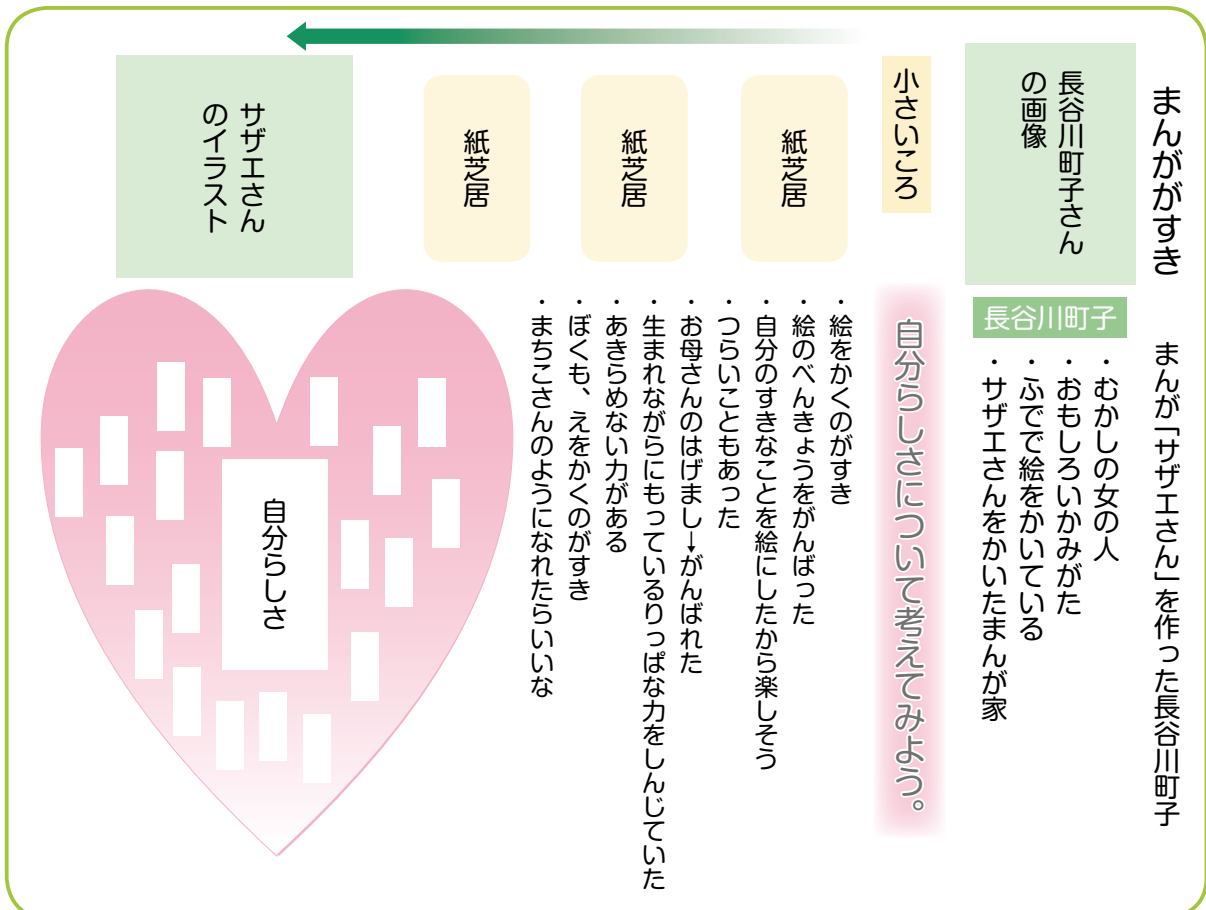 まんががすき
まんが「サザエさん」を作った長谷川町子
長谷川町子さん
の画像
長谷川町子
・むかしの女の人
・おもしろいかみがた
・ふでで絵をかいている
・サザエさんをかいたまんが家
小さいころ
自分らしさについて考えてみよう。
紙芝居
紙芝居
紙芝居
・絵をかくのがすき
・絵のべんきょうをがんばった
・自分のすきなことを絵にしたから楽しそう
・つらいこともあった
・お母さんのはげまし→がんばれた
・生まれながらにもっているりっぱな力をしんじていた
・あきらめない力がある
・ぼくも、えをかくのがすき
・まちこさんのようになれたらいいな
サザエさん
のイラスト
自分らしさ